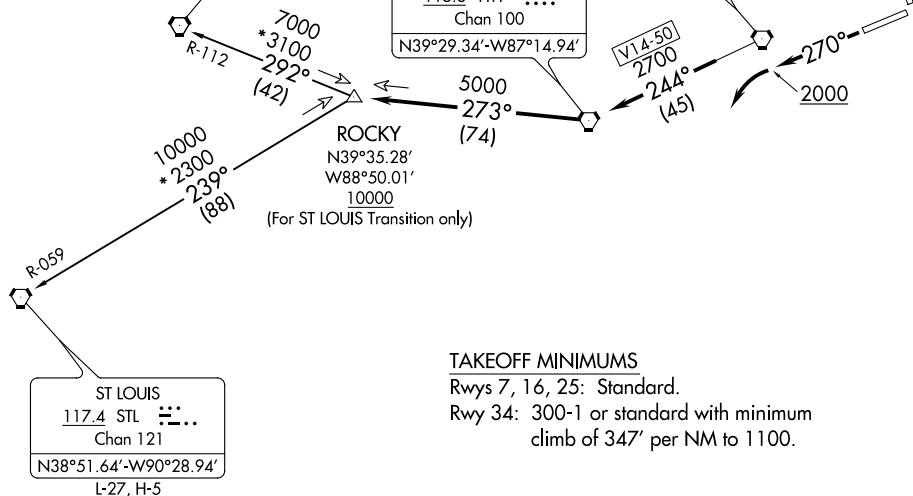 7000
*3100
292°
(42)
R-112
Chan 100
N39°29.34'-W87°14.94'
V14-50
2700
244°
(45)
270°
2000
5000
273°
(74)
ROCKY
N39°35.28'
W88°50.01'
10000
(For ST LOUIS Transition only)
10000
*2300
239°
(88)
R-059
ST LOUIS
117.4 STL
Chan 121
N38°51.64'-W90°28.94'
L-27, H-5
TAKEOFF MINIMUMS
Rwys 7, 16, 25: Standard.
Rwy 34: 300-1 or standard with minimum
climb of 347' per NM to 1100.